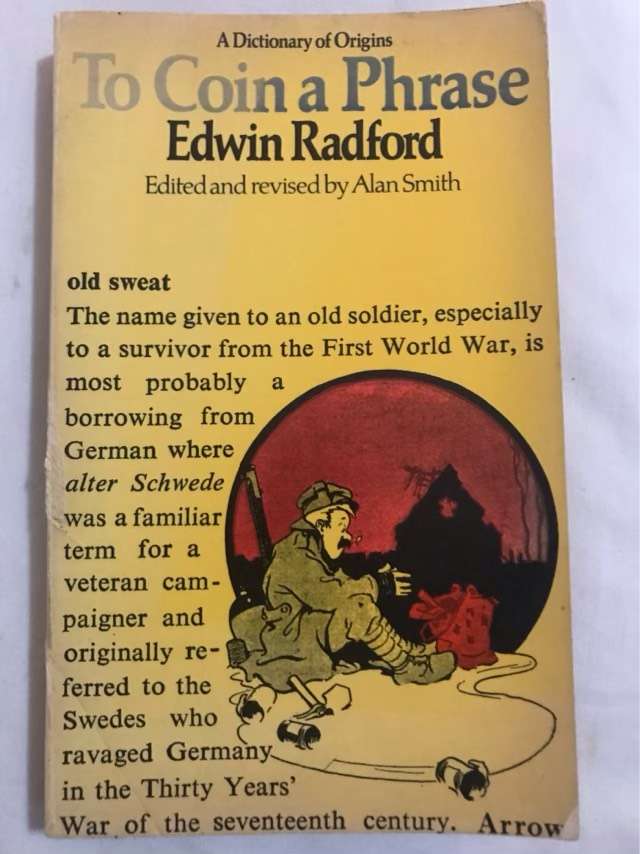 A Dictionary of Origins
To Coin a Phrase
Edwin Radford
Edited and revised by Alan Smith
old sweat
The name given to an old soldier, especially
to a survivor from the First World War, is
most probably a
borrowing from
German where
alter Schwede
was a familiar
term for a
veteran cam-
paigner and
originally re-
ferred to the
Swedes who
ravaged Germany
in the Thirty Years'
War of the seventeenth century. Arrow